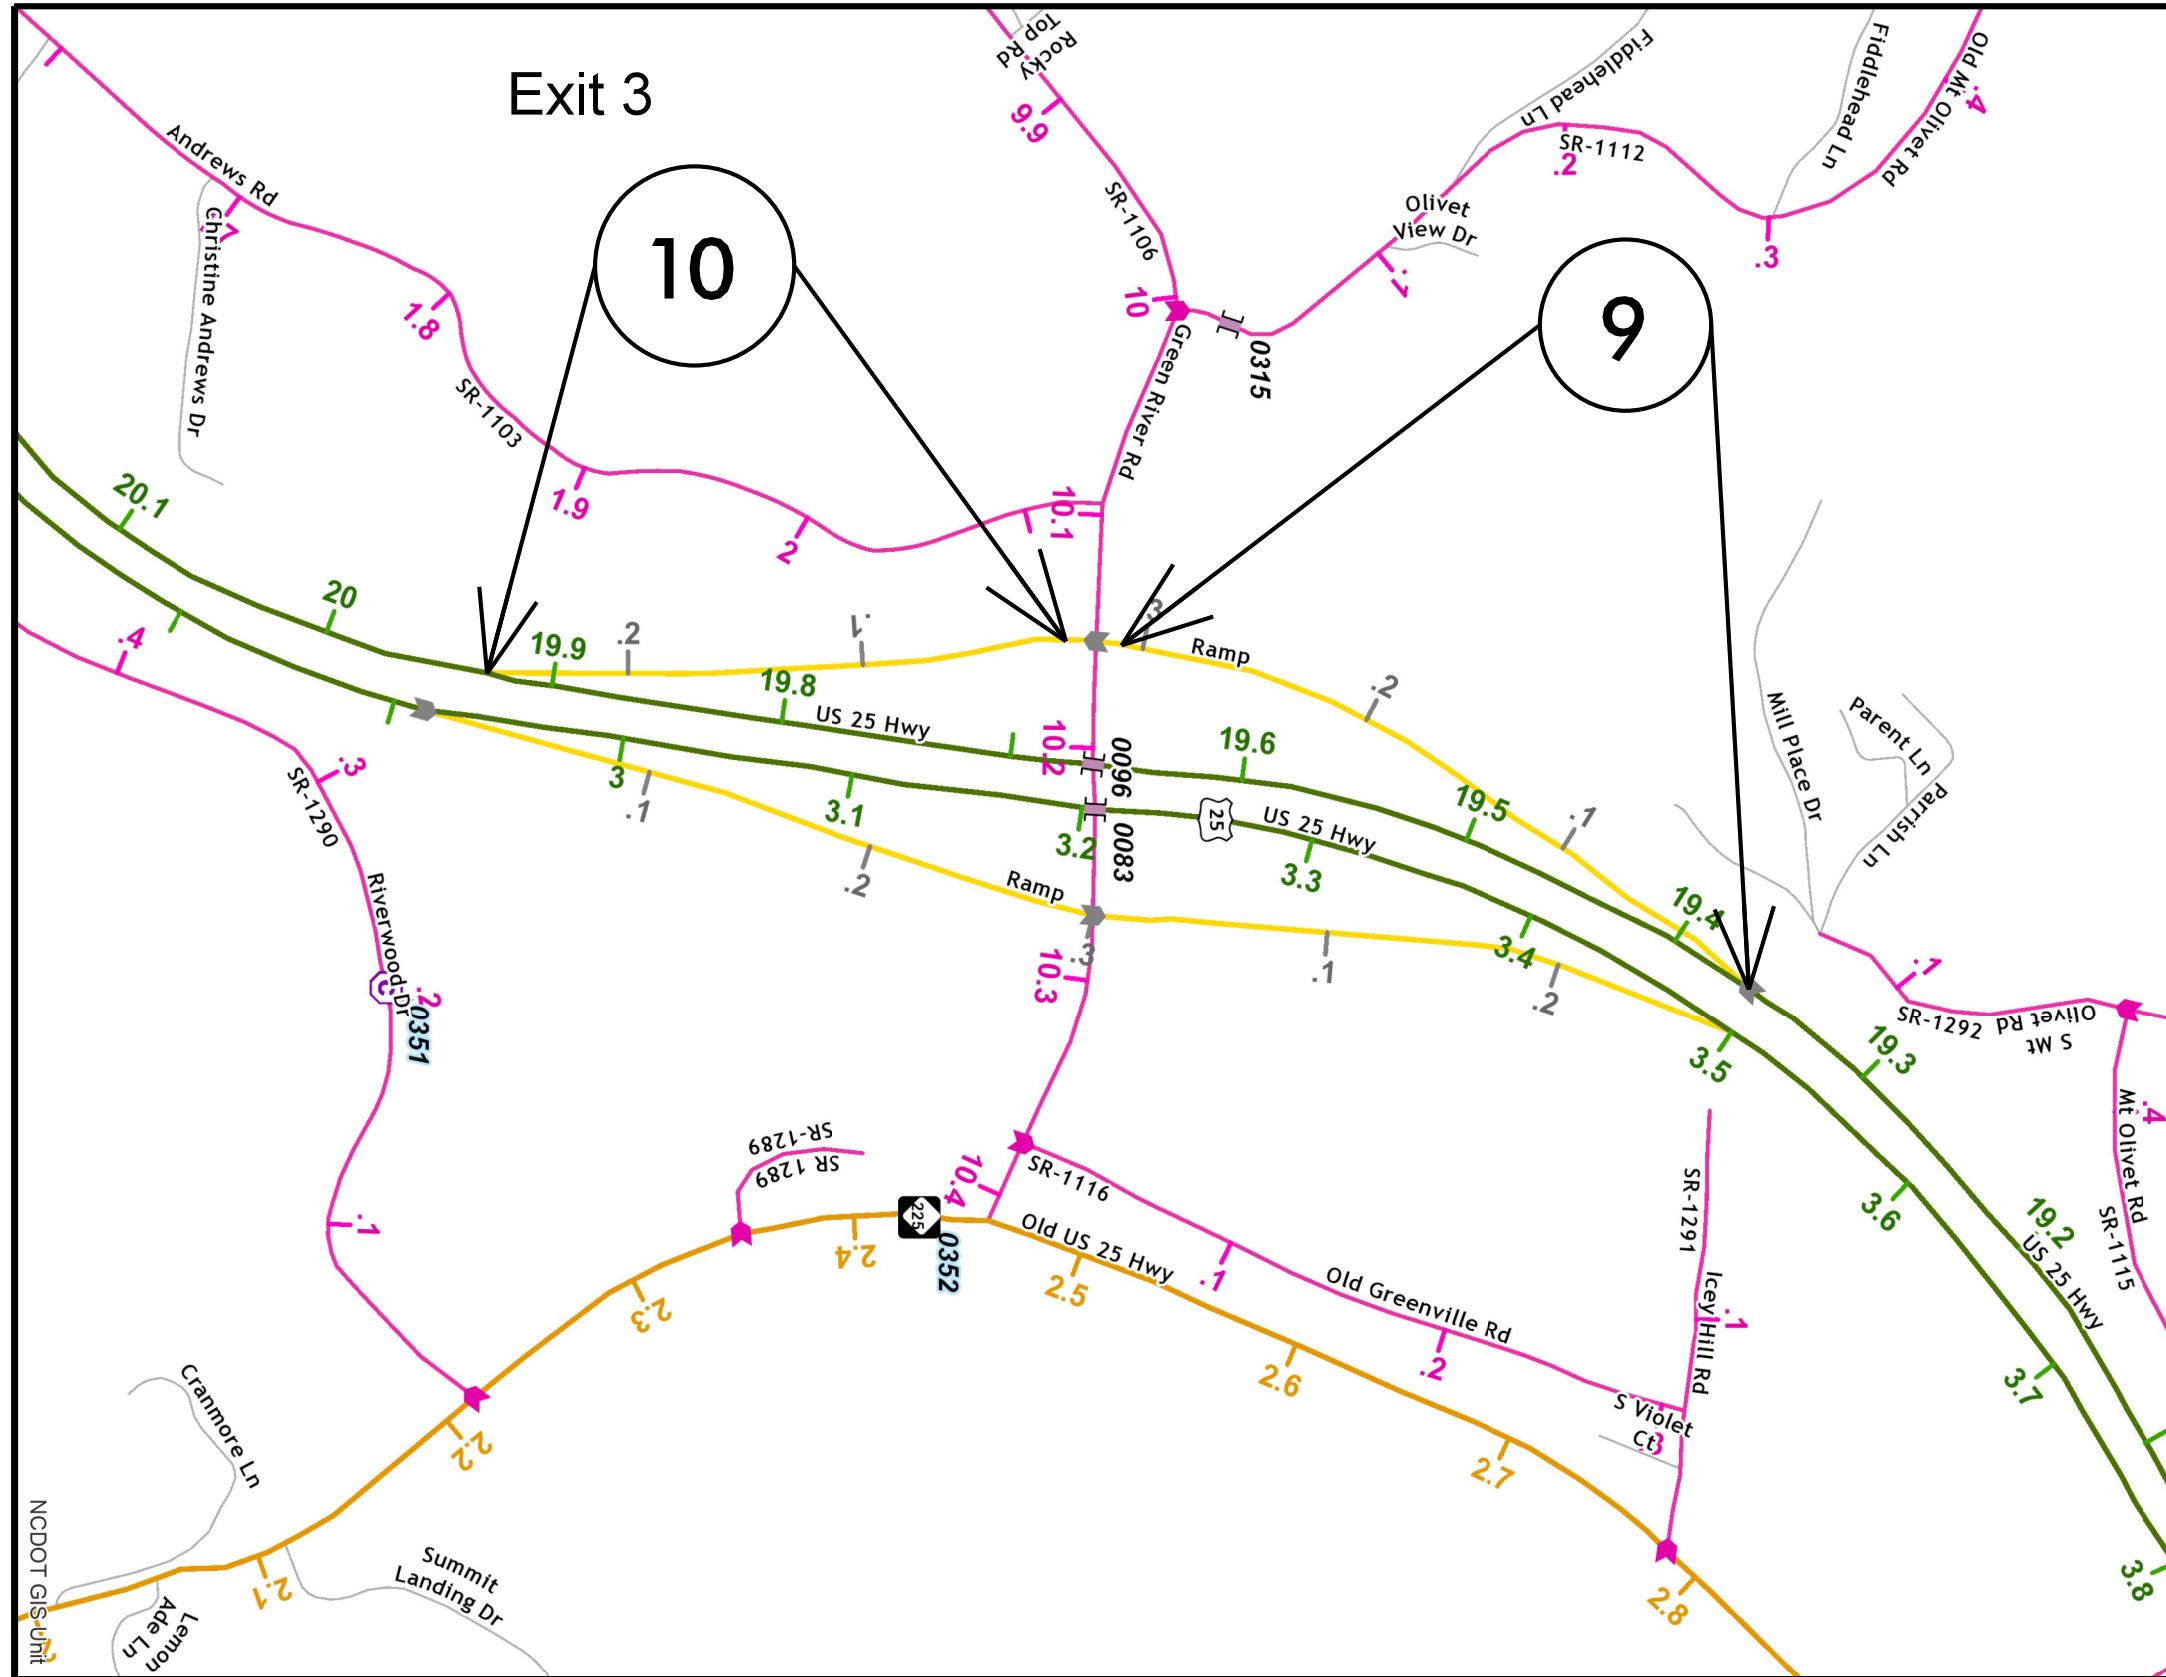 Exit 3
Rocky
Top Rd
9.9
SR-1106
10
Green River Rd
0315
Fiddlehead Ln
SR-1112
.2
Olivet
View Dr
.1
Fiddlehead Ln
Old Mt Olivet Rd
.4
.3
Andrews Rd
Christine Andrews Dr
1.8
SR-1103
1.9
2
10.1
10
9
20.1
20
19.9
.2
.1
19.8
US 25 Hwy
10.2
0096
19.6
Ramp
.3
.2
19.5
.1
19.4
Mill Place Dr
Parent Ln
Parrish Ln
.4
.3
SR-1290
Riverwood Dr
.2
0351
.1
3
.1
3.1
.2
Ramp
3.2
0083
25
US 25 Hwy
3.3
3.4
.3
10.3
.1
.2
3.5
.1
SR-1292
S Mt
Olivet Rd
19.3
.4
Mt Olivet Rd
SR-1115
3.6
19.2
US 25 Hwy
3.7
3.8
SR-1289
SR 1289
10.4
SR-1116
225
0352
2.4
2.3
2.2
2.1
Old US 25 Hwy
2.5
.1
Old Greenville Rd
.2
2.6
2.7
SR-1291
Icey Hill Rd
.1
S Violet
Ct
.3
2.8
Cranmore Ln
Summit
Landing Dr
Lemon
Ade Ln
NCDOT GIS Unit